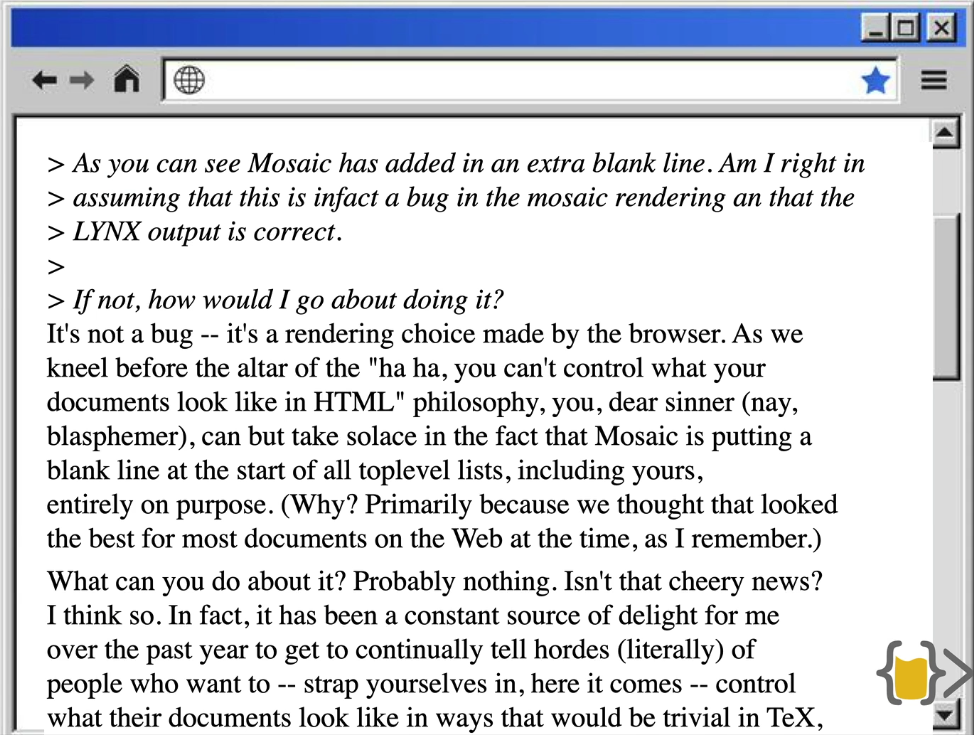 > As you can see Mosaic has added in an extra blank line. Am I right in
> assuming that this is infact a bug in the mosaic rendering an that the
> LYNX output is correct.
>
> If not, how would I go about doing it?
It's not a bug -- it's a rendering choice made by the browser. As we
kneel before the altar of the "ha ha, you can't control what your
documents look like in HTML" philosophy, you, dear sinner (nay,
blasphemer), can but take solace in the fact that Mosaic is putting a
blank line at the start of all toplevel lists, including yours,
entirely on purpose. (Why? Primarily because we thought that looked
the best for most documents on the Web at the time, as I remember.)
What can you do about it? Probably nothing. Isn't that cheery news?
I think so. In fact, it has been a constant source of delight for me
over the past year to get to continually tell hordes (literally) of
people who want to -- strap yourselves in, here it comes -- control
what their documents look like in ways that would be trivial in TeX,